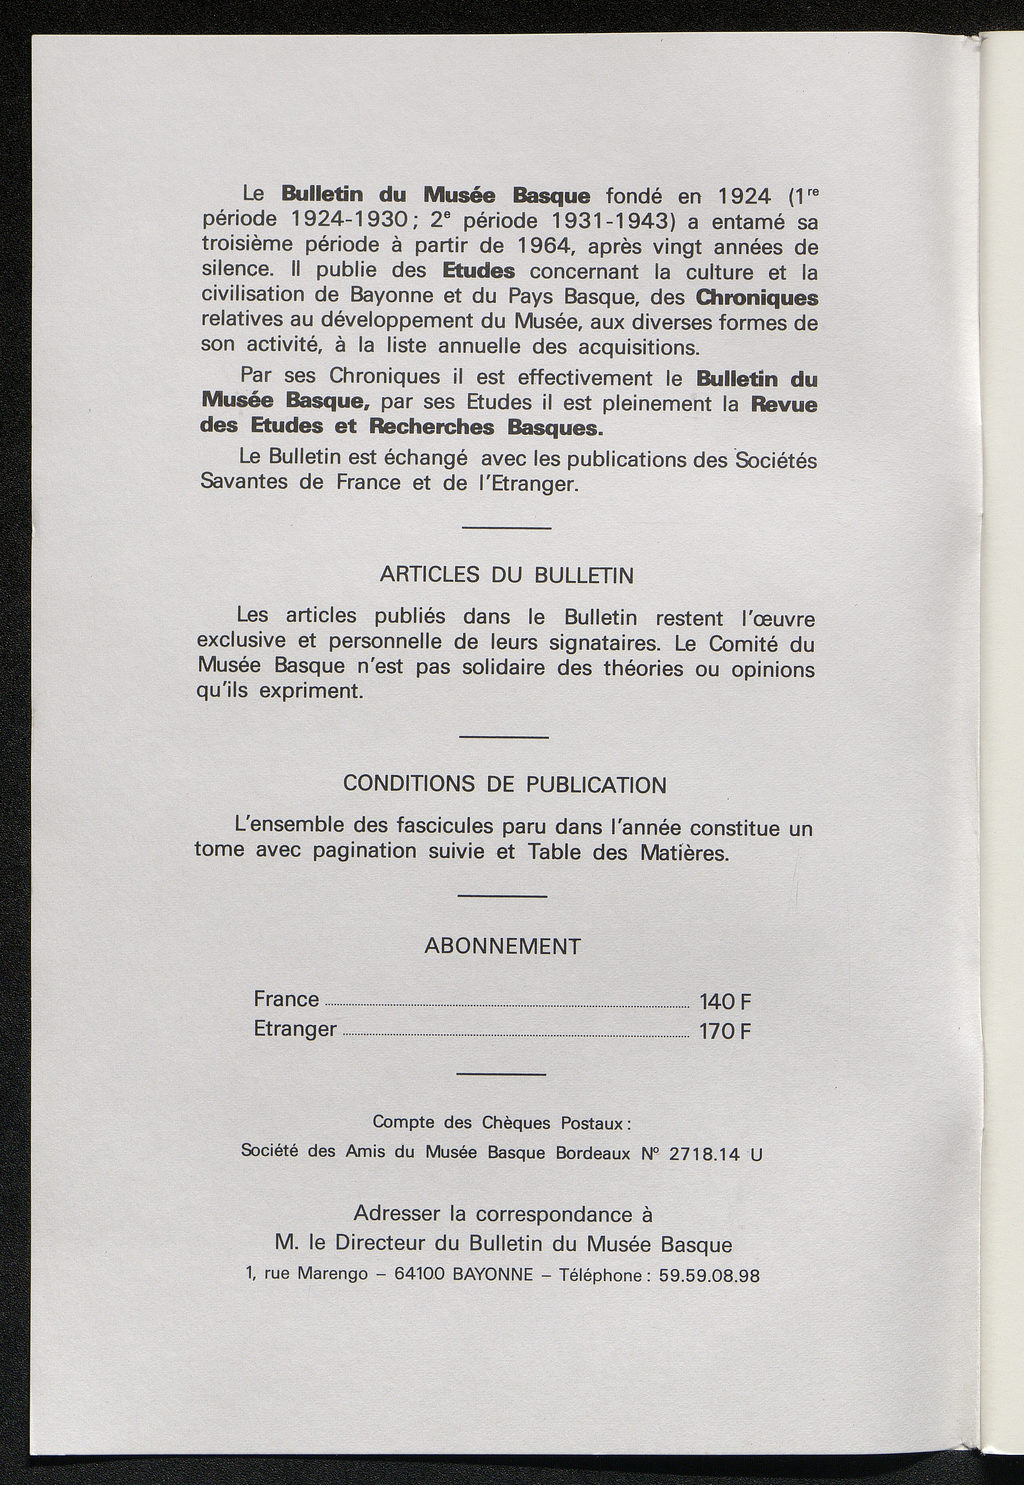 Le Bulletin du Musée Basque fondé en 1924 (1re
période 1924-1930; 2e période 1931-1943) a entamé sa
troisième période à partir de 1964, après vingt années de
silence. Il publie des Etudes concernant la culture et la
civilisation de Bayonne et du Pays Basque, des Chroniques
relatives au développement du Musée, aux diverses formes de
son activité, à la liste annuelle des acquisitions.
Par ses Chroniques il est effectivement le Bulletin du
Musée Basque, par ses Etudes il est pleinement la Revue
des Etudes et Recherches Basques.
Le Bulletin est échangé avec les publications des Sociétés
Savantes de France et de l'Etranger.
ARTICLES DU BULLETIN
Les articles publiés dans le Bulletin restent l'œuvre
exclusive et personnelle de leurs signataires. Le Comité du
Musée Basque n'est pas solidaire des théories ou opinions
qu'ils expriment.
CONDITIONS DE PUBLICATION
L'ensemble des fascicules paru dans l'année constitue un
tome avec pagination suivie et Table des Matières.
ABONNEMENT
France 140 F
Etranger 170 F
Compte des Chèques Postaux :
Société des Amis du Musée Basque Bordeaux N° 2718.14 U
Adresser la correspondance à
M. le Directeur du Bulletin du Musée Basque
1, rue Marengo – 64100 BAYONNE – Téléphone : 59.59.08.98